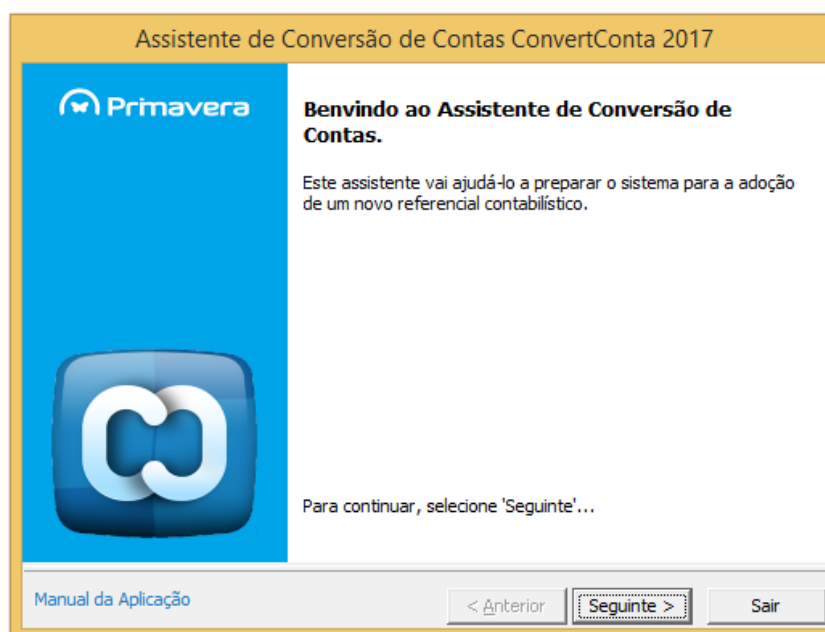 Assistente de Conversão de Contas ConvertConta 2017
Primavera
Benvindo ao Assistente de Conversão de
Contas.
Este assistente vai ajudá-lo a preparar o sistema para a adoção
de um novo referencial contabilístico.
Para continuar, selecione 'Seguinte'...
Manual da Aplicação
< Anterior
Seguinte >
Sair